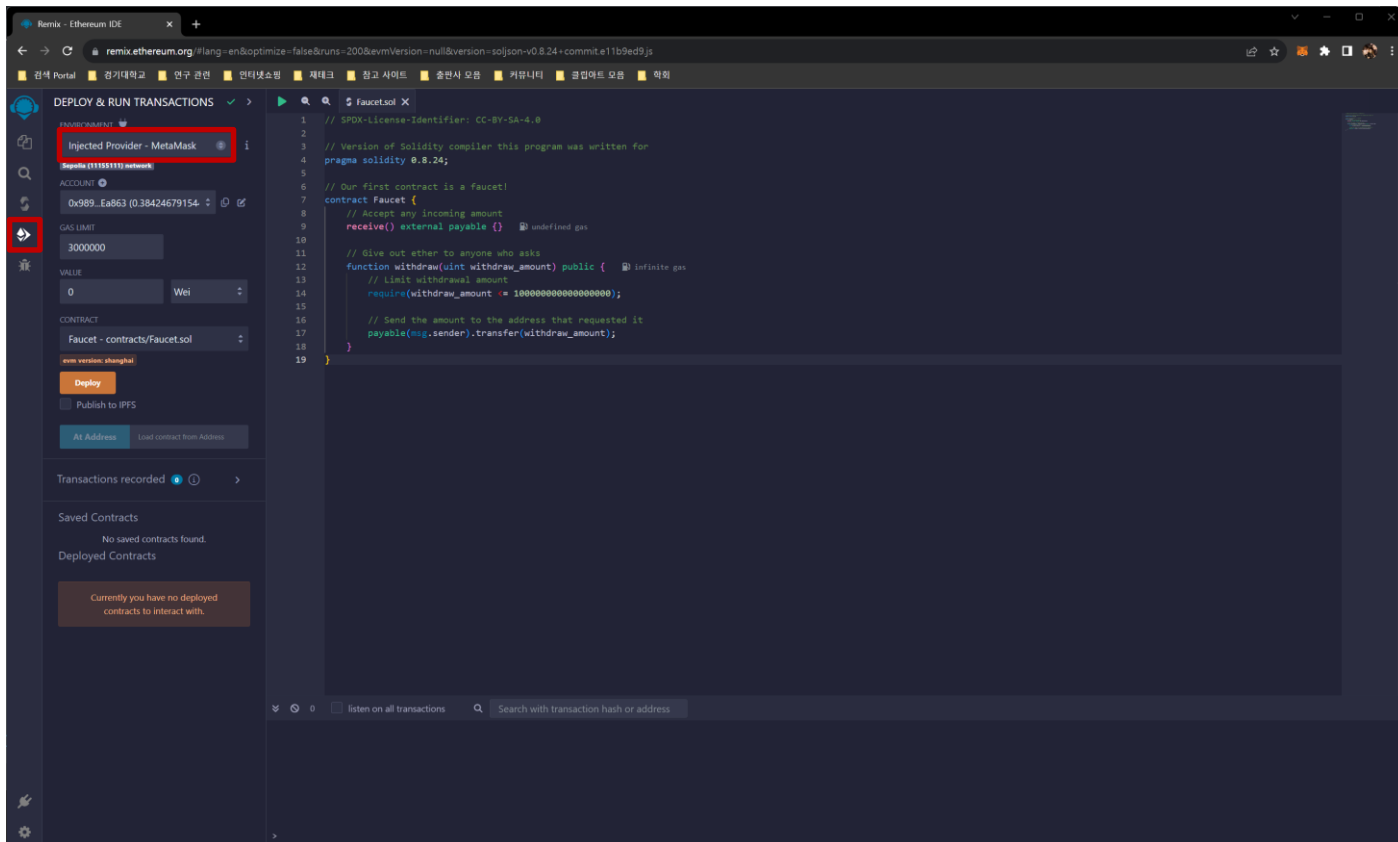 Remix - Ethereum IDE
remix.ethereum.org/#lang=en&optimize=false&runs=200&evmVersion=null&version=soljson-v0.8.24+commit.e11b9ed9.js
검색 Portal 경기대학교 연구 관련 인터넷쇼핑 재테크 참고 사이트 출판사 모음 커뮤니티 클립아트 모음 학회
DEPLOY & RUN TRANSACTIONS
ENVIRONMENT
Injected Provider - MetaMask
Sepolia (11155111) network
ACCOUNT
0x989...Ea863 (0.38424679154
GAS LIMIT
3000000
VALUE
0 Wei
CONTRACT
Faucet - contracts/Faucet.sol
evm version: shanghai
Deploy
Publish to IPFS
At Address Load contract from Address
Transactions recorded 0
Saved Contracts
No saved contracts found.
Deployed Contracts
Currently you have no deployed
contracts to interact with.
Faucet.sol
1 // SPDX-License-Identifier: CC-BY-SA-4.0
2
3 // Version of Solidity compiler this program was written for
4 pragma solidity 0.8.24;
5
6 // Our first contract is a faucet!
7 contract Faucet {
8 // Accept any incoming amount
9 receive() external payable {} undefined gas
10
11 // Give out ether to anyone who asks
12 function withdraw(uint withdraw_amount) public { infinite gas
13 // Limit withdrawal amount
14 require(withdraw_amount <= 100000000000000000);
15
16 // Send the amount to the address that requested it
17 payable(msg.sender).transfer(withdraw_amount);
18 }
19 }
0 listen on all transactions Search with transaction hash or address
>